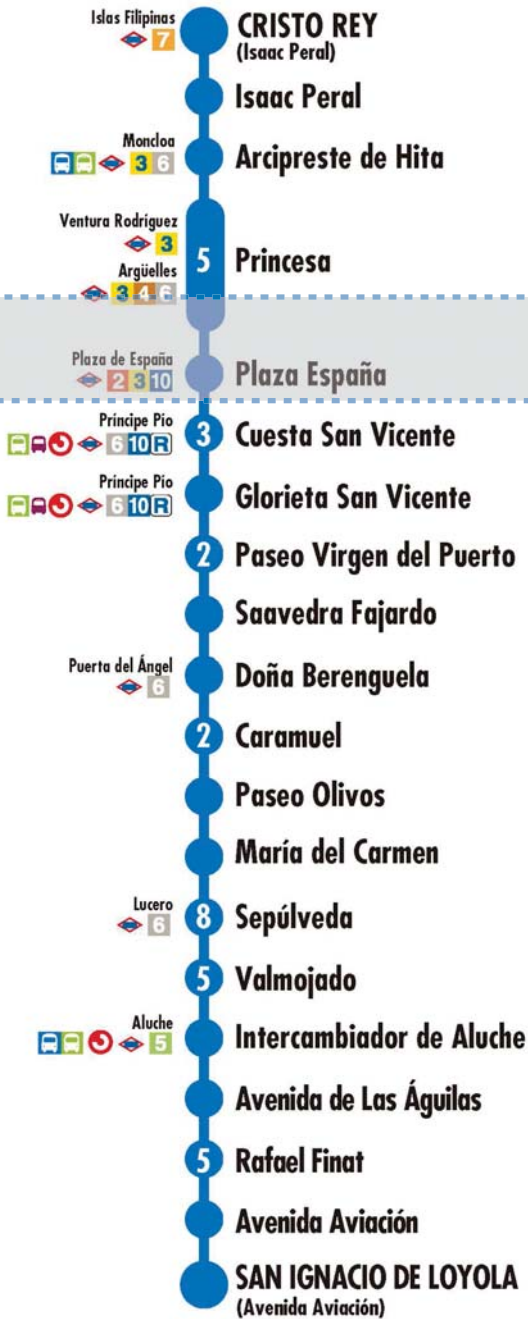 Islas Filipinas
7
CRISTO REY
(Isaac Peral)
Isaac Peral
Moncloa
3 6
Arcipreste de Hita
Ventura Rodriguez
3
Argüelles
3 4 6
5
Princesa
Plaza de España
2 3 10
Plaza España
Principe Pío
6 10 R
3
Cuesta San Vicente
Principe Pío
6 10 R
Glorieta San Vicente
2
Paseo Virgen del Puerto
Saavedra Fajardo
Puerta del Ángel
6
Doña Berenguela
2
Caramuel
Paseo Olivos
María del Carmen
Lucero
6
8
Sepúlveda
5
Valmojado
Aluche
5
Intercambiador de Aluche
Avenida de Las Águilas
5
Rafael Finat
Avenida Aviación
SAN IGNACIO DE LOYOLA
(Avenida Aviación)